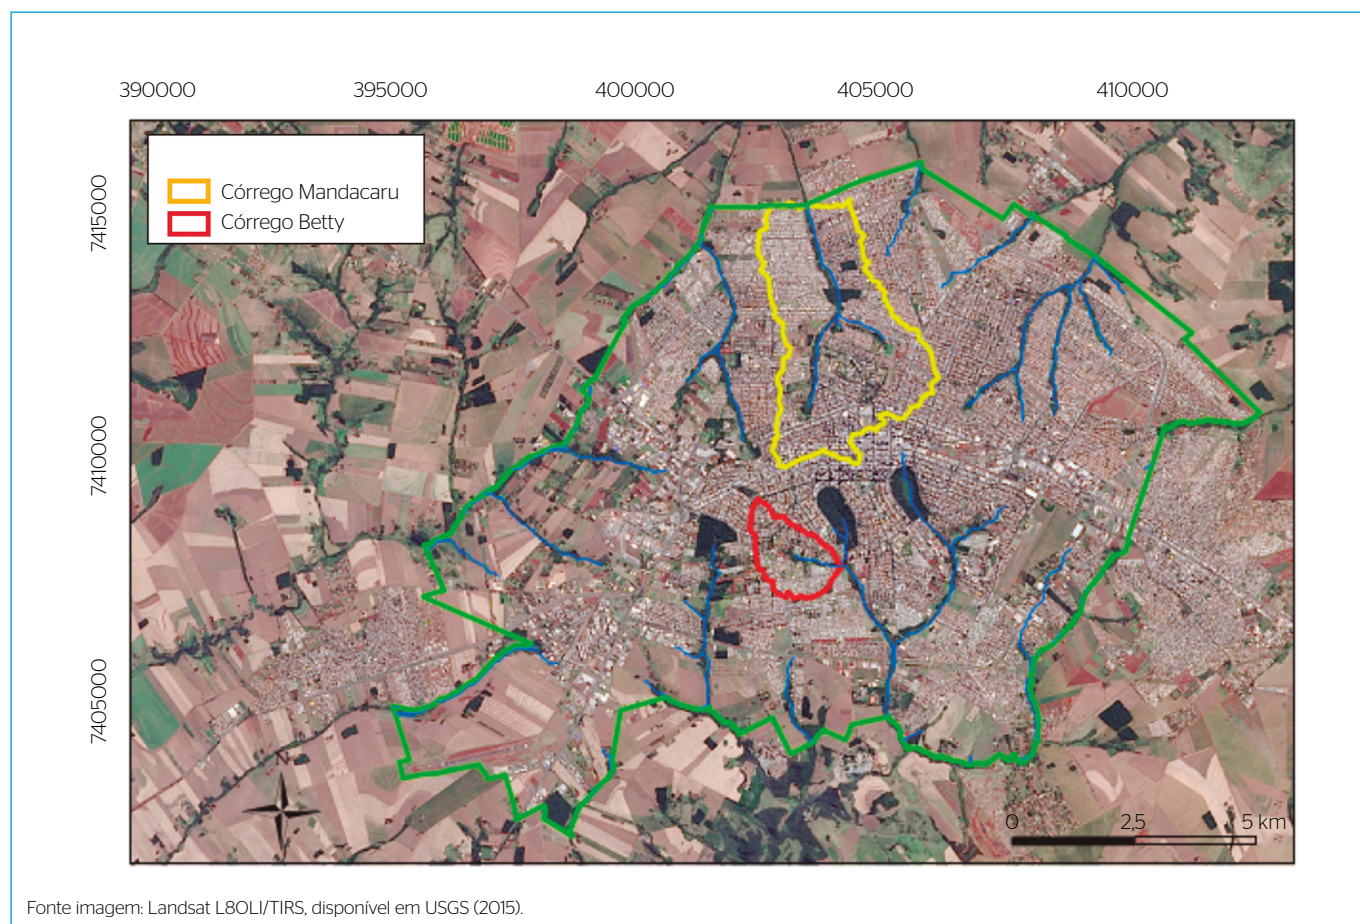 390000 395000 400000 405000 410000
7415000
7410000
7405000
Córrego Mandacaru
Córrego Betty
0 2,5 5 km
Fonte imagem: Landsat L8OLI/TIRS, disponível em USGS (2015).